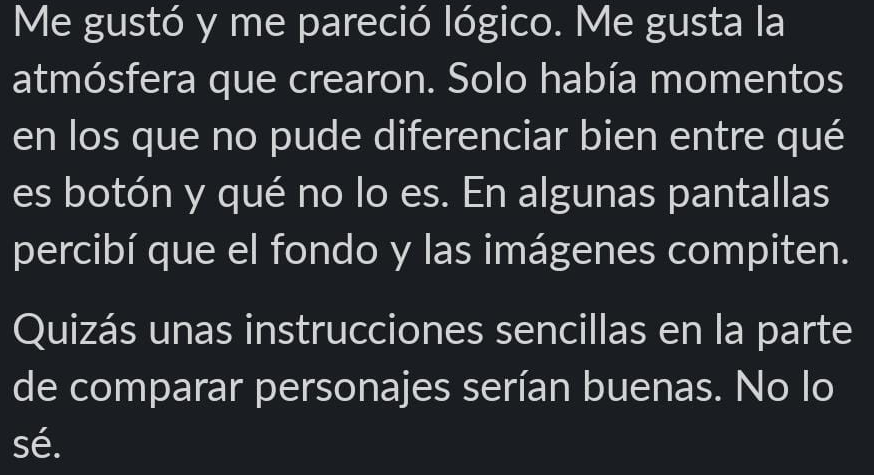 Me gustó y me pareció lógico. Me gusta la
atmósfera que crearon. Solo había momentos
en los que no pude diferenciar bien entre qué
es botón y qué no lo es. En algunas pantallas
percibí que el fondo y las imágenes compiten.
Quizás unas instrucciones sencillas en la parte
de comparar personajes serían buenas. No lo
sé.